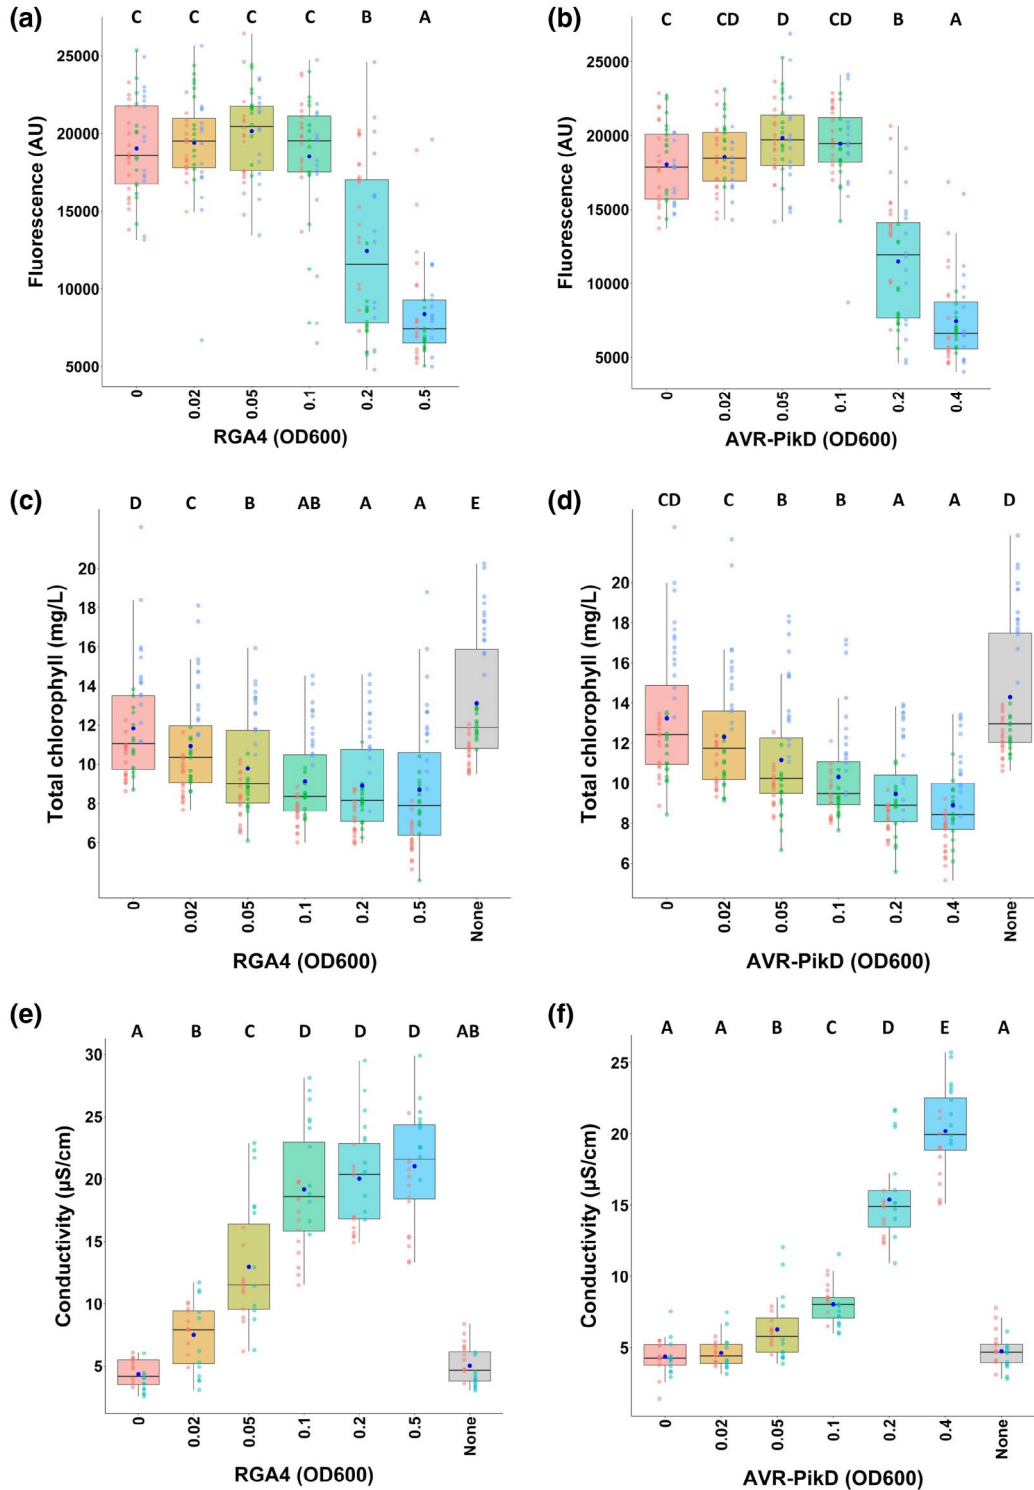 (a)
C C C C B A
Fluorescence (AU)
25000
20000
15000
10000
5000
0 0.02 0.05 0.1 0.2 0.5
RGA4 (OD600)
(b)
C CD D CD B A
Fluorescence (AU)
25000
20000
15000
10000
5000
0 0.02 0.05 0.1 0.2 0.4
AVR-PikD (OD600)
(c)
D C B AB A A E
Total chlorophyll (mg/L)
20
18
16
14
12
10
8
6
0 0.02 0.05 0.1 0.2 0.5 None
RGA4 (OD600)
(d)
CD C B B A A D
Total chlorophyll (mg/L)
20
18
16
14
12
10
8
6
0 0.02 0.05 0.1 0.2 0.4 None
AVR-PikD (OD600)
(e)
A B C D D D AB
Conductivity (µS/cm)
30
25
20
15
10
5
0 0.02 0.05 0.1 0.2 0.5 None
RGA4 (OD600)
(f)
A A B C D E A
Conductivity (µS/cm)
25
20
15
10
5
0 0.02 0.05 0.1 0.2 0.4 None
AVR-PikD (OD600)